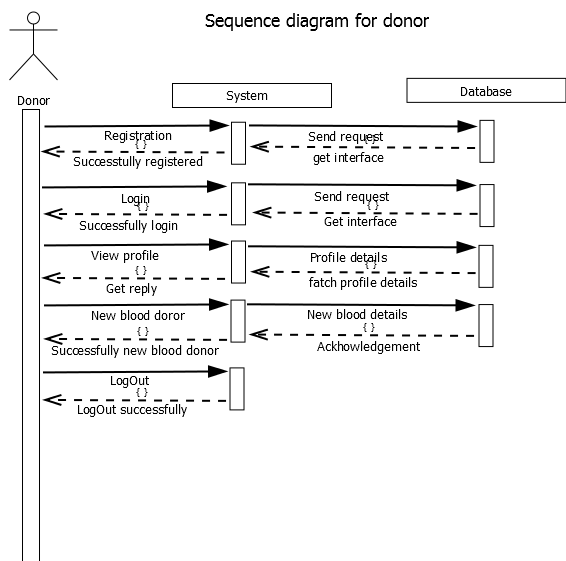 Sequence diagram for donor
Donor
System
Database
Registration
Send request
{ }
{ }
Successtully registered
get interface
Login
Send request
{ }
{ }
Successfully login
Get interface
View profile
Profile details
{ }
{ }
Get reply
fatch profile details
New blood doror
New blood details
{ }
{ }
Successfully new blood donor
Ackhowledgement
LogOut
{ }
LogOut successfully